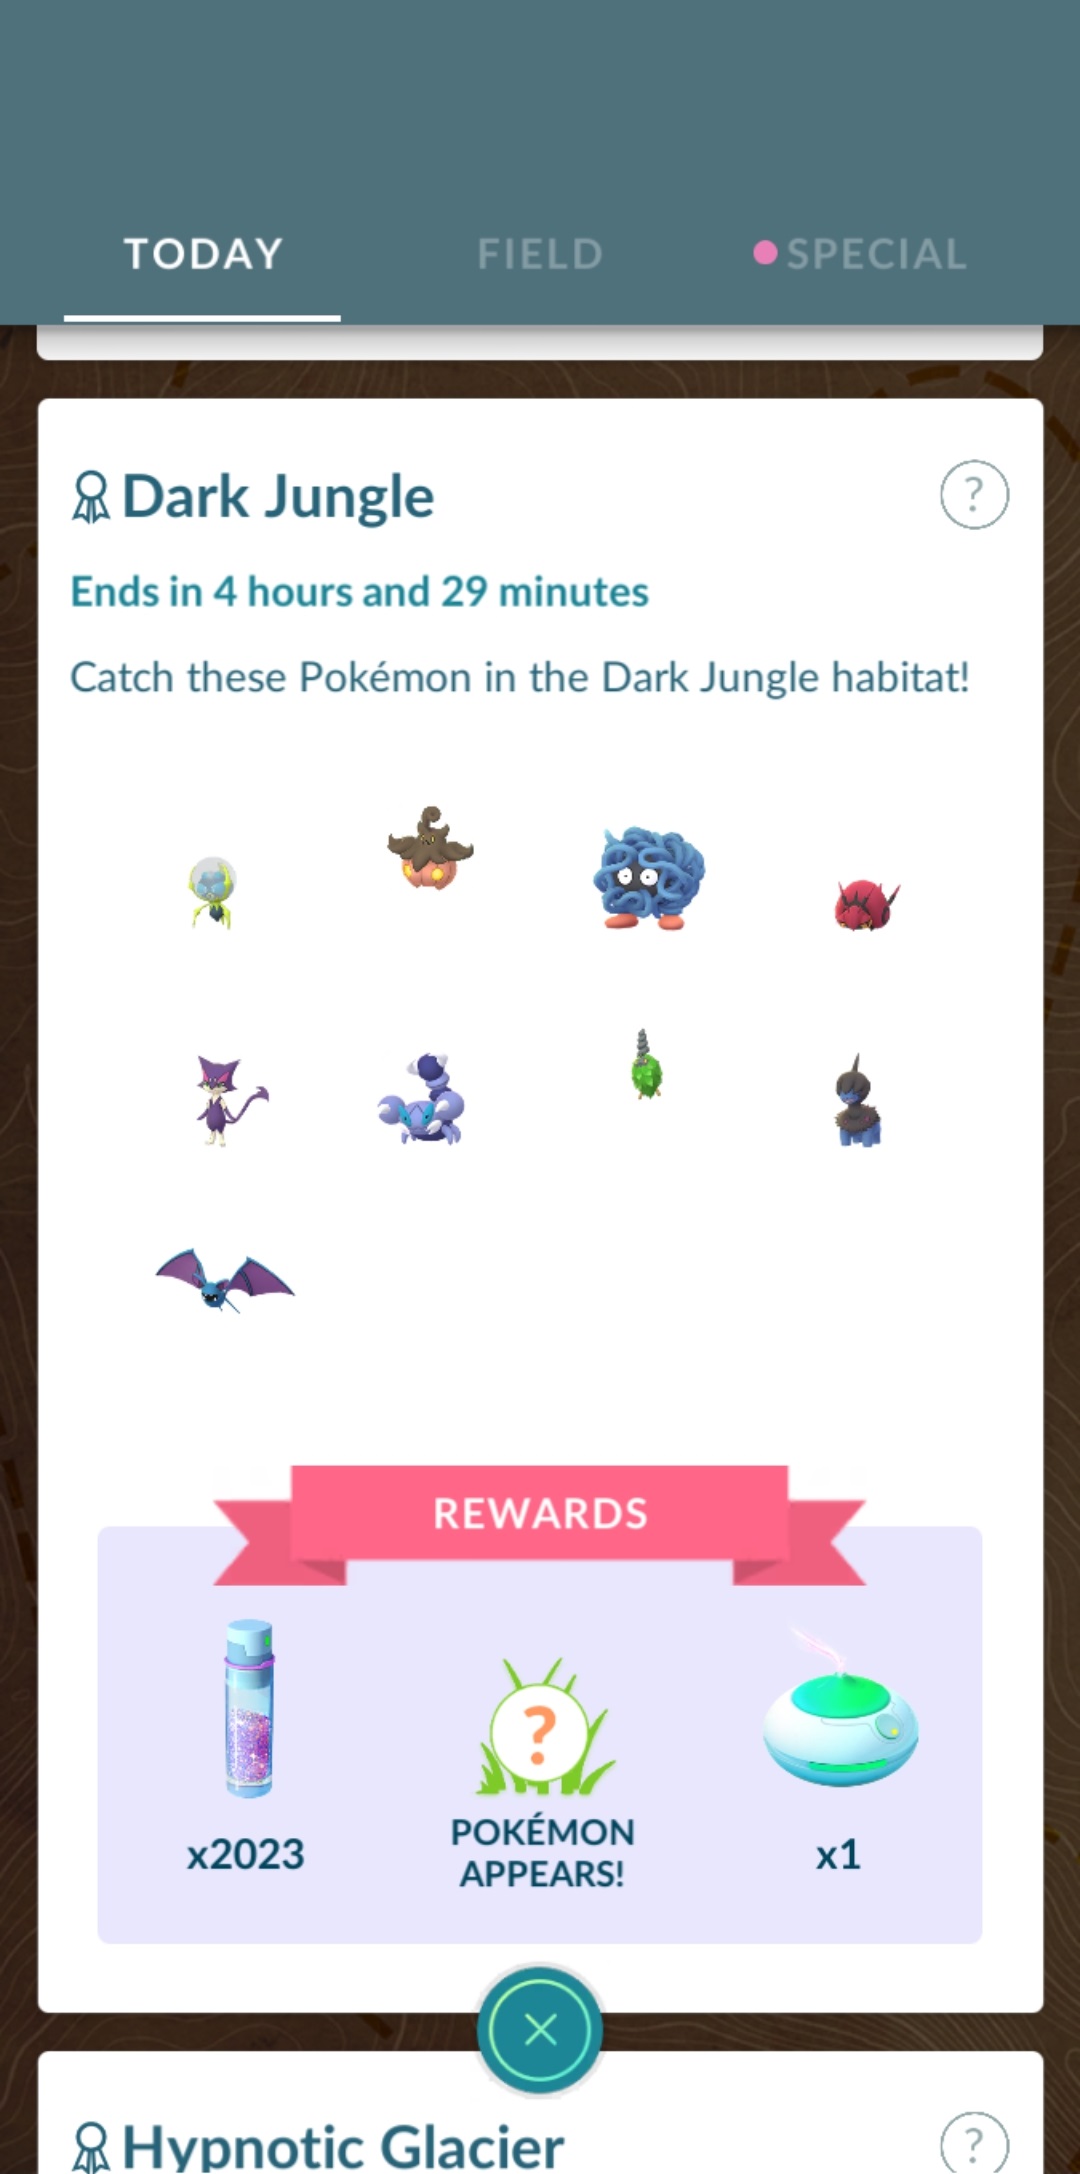 TODAY
FIELD
SPECIAL
Dark Jungle
?
Ends in 4 hours and 29 minutes
Catch these Pokémon in the Dark Jungle habitat!
REWARDS
?
x2023
POKÉMON
APPEARS!
x1
Hypnotic Glacier
?